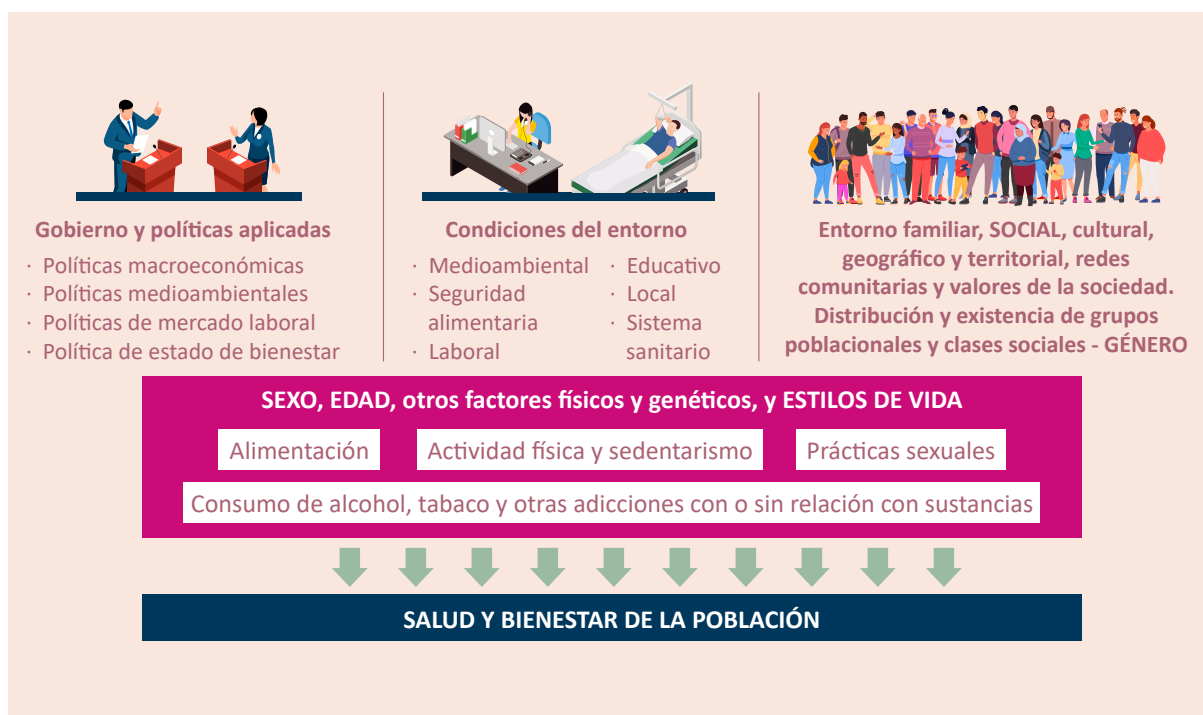 Gobierno y políticas aplicadas
· Políticas macroeconómicas
· Políticas medioambientales
· Políticas de mercado laboral
· Política de estado de bienestar
Condiciones del entorno
· Medioambiental
· Seguridad
alimentaria
· Laboral
· Educativo
· Local
· Sistema
sanitario
Entorno familiar, SOCIAL, cultural,
geográfico y territorial, redes
comunitarias y valores de la sociedad.
Distribución y existencia de grupos
poblacionales y clases sociales - GÉNERO
SEXO, EDAD, otros factores físicos y genéticos, y ESTILOS DE VIDA
Alimentación
Actividad física y sedentarismo
Prácticas sexuales
Consumo de alcohol, tabaco y otras adicciones con o sin relación con sustancias
SALUD Y BIENESTAR DE LA POBLACIÓN